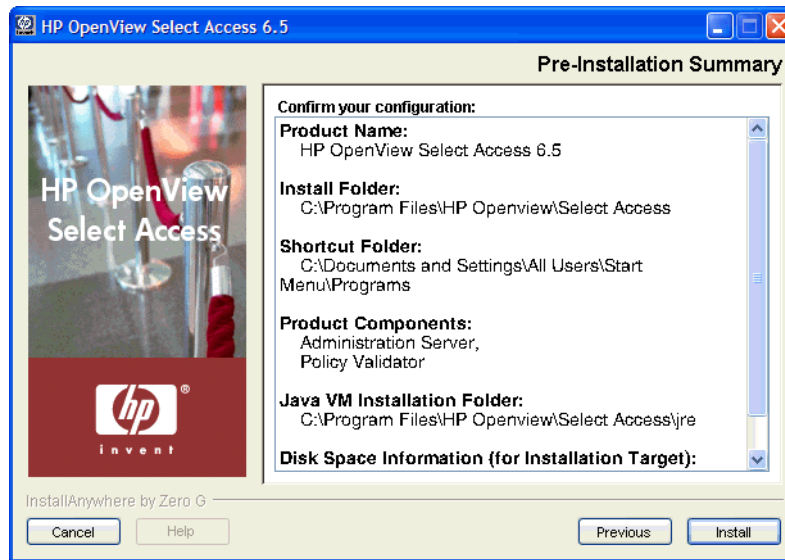 HP OpenView Select Access 6.5
Pre-Installation Summary
HP OpenView
Select Access
hp
®
invent
Confirm your configuration:
Product Name:
HP OpenView Select Access 6.5
Install Folder:
C:\Program Files\HP Openview\Select Access
Shortcut Folder:
C:\Documents and Settings\All Users\Start
Menu\Programs
Product Components:
Administration Server,
Policy Validator
Java VM Installation Folder:
C:\Program Files\HP Openview\Select Access\jre
Disk Space Information (for Installation Target):
InstallAnywhere by Zero G
Cancel
Help
Previous
Install